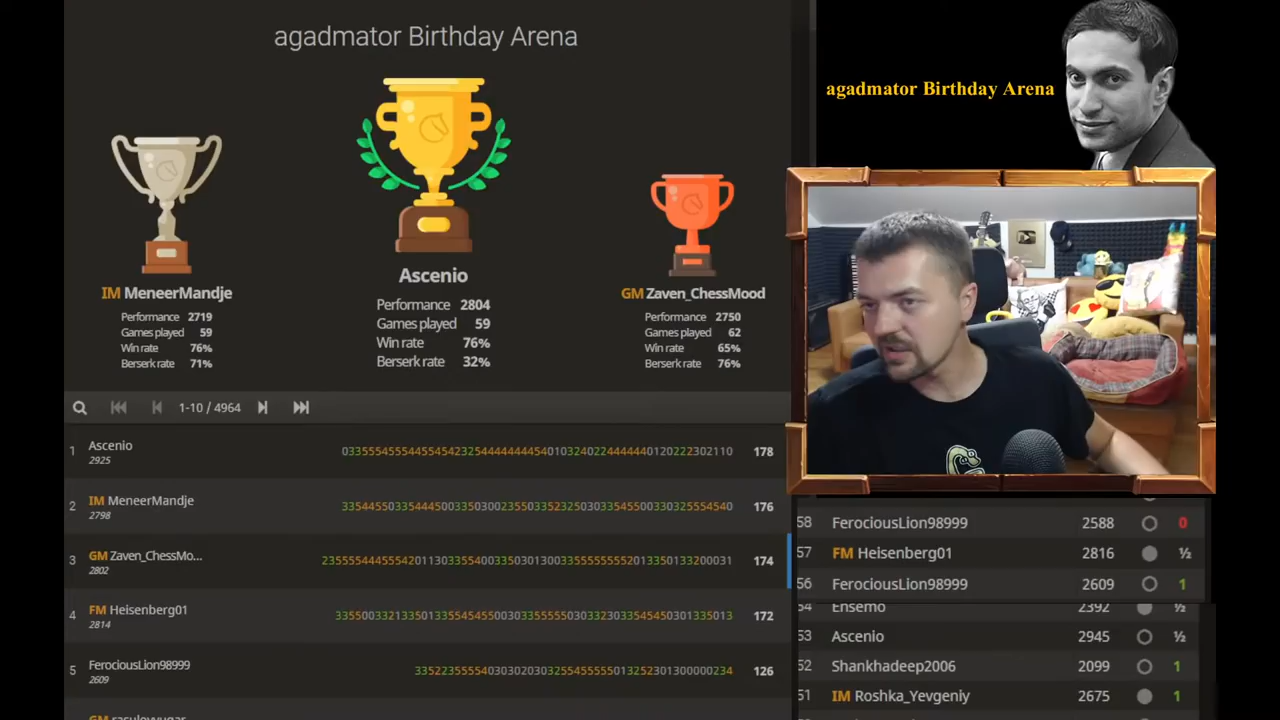 agadmator Birthday Arena
agadmator Birthday Arena
IM MeneerMandje
Performance 2719
Games played 59
Win rate 76%
Berserk rate 71%
Ascenio
Performance 2804
Games played 59
Win rate 76%
Berserk rate 32%
GM Zaven_ChessMood
Performance 2750
Games played 62
Win rate 65%
Berserk rate 76%
1-10 / 4964
1 Ascenio 178
2925
2 IM MeneerMandje 176
2798
3 GM Zaven_ChessMo... 174
2802
4 FM Heisenberg01 172
2814
5 FerociousLion98999 126
2609
58 FerociousLion98999 2588 0
57 FM Heisenberg01 2816 ½
56 FerociousLion98999 2609 1
54 Ensemo 2392 ½
53 Ascenio 2945 ½
52 Shankhadeep2006 2099 1
51 IM Roshka_Yevgeniy 2675 1